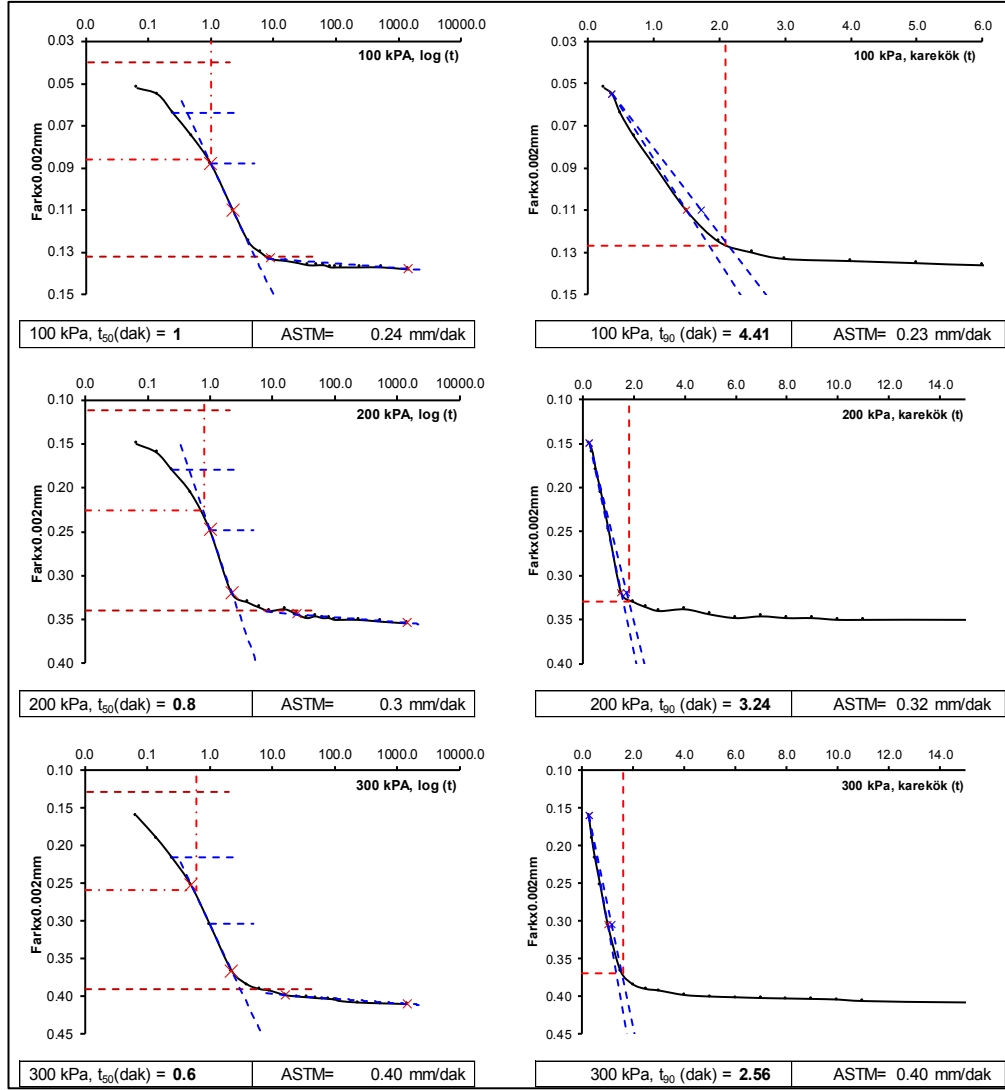 0.0 0.1 1.0 10.0 100.0 1000.0 10000.0
0.03
0.05
0.07
0.09
0.11
0.13
0.15
Farkx0.002mm
100 kPA, log (t)
0.0 1.0 2.0 3.0 4.0 5.0 6.0
0.03
0.05
0.07
0.09
0.11
0.13
0.15
Farkx0.002mm
100 kPa, karekök (t)
100 kPa, t50(dak) = 1 ASTM= 0.24 mm/dak
100 kPa, t90 (dak) = 4.41 ASTM= 0.23 mm/dak
0.0 0.1 1.0 10.0 100.0 1000.0 10000.0
0.10
0.15
0.20
0.25
0.30
0.35
0.40
Farkx0.002mm
200 kPA, log (t)
0.0 2.0 4.0 6.0 8.0 10.0 12.0 14.0
0.10
0.15
0.20
0.25
0.30
0.35
0.40
Farkx0.002mm
200 kPa, karekök (t)
200 kPa, t50(dak) = 0.8 ASTM= 0.3 mm/dak
200 kPa, t90 (dak) = 3.24 ASTM= 0.32 mm/dak
0.0 0.1 1.0 10.0 100.0 1000.0 10000.0
0.10
0.15
0.20
0.25
0.30
0.35
0.40
0.45
Farkx0.002mm
300 kPA, log (t)
0.0 2.0 4.0 6.0 8.0 10.0 12.0 14.0
0.10
0.15
0.20
0.25
0.30
0.35
0.40
0.45
Farkx0.002mm
300 kPa, karekök (t)
300 kPa, t50(dak) = 0.6 ASTM= 0.40 mm/dak
300 kPa, t90 (dak) = 2.56 ASTM= 0.40 mm/dak